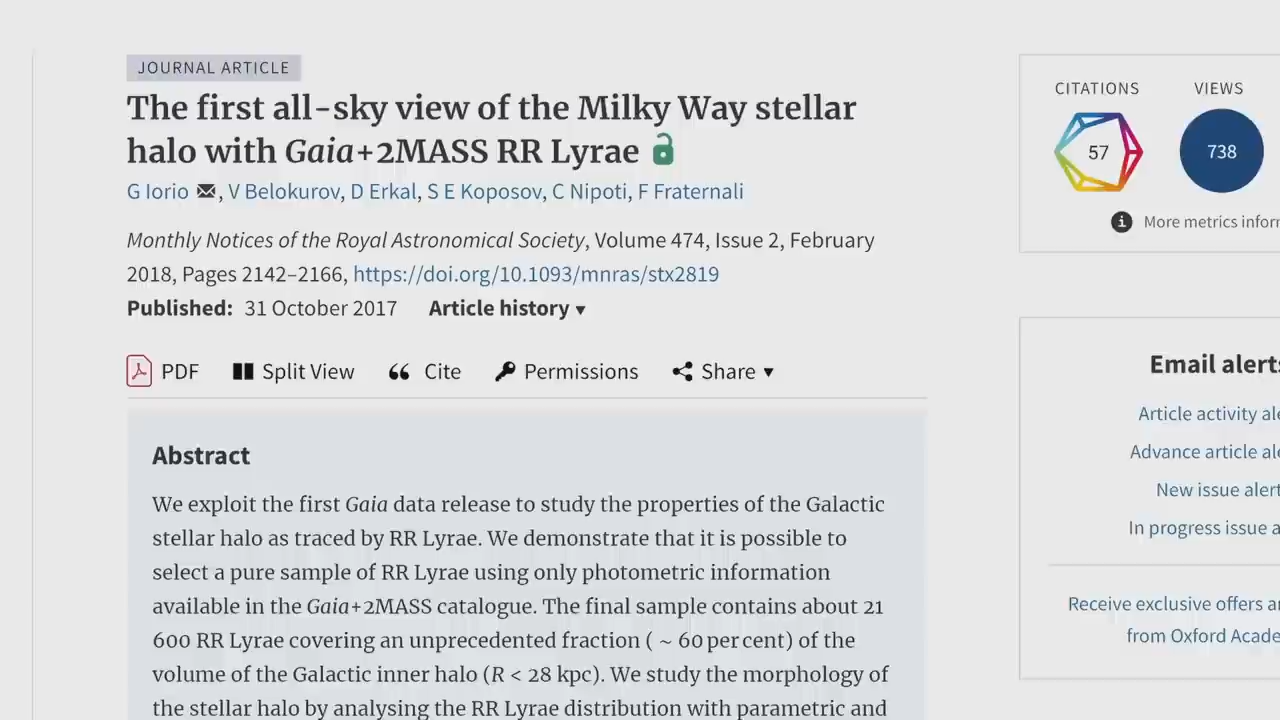 JOURNAL ARTICLE
The first all-sky view of the Milky Way stellar
halo with Gaia+2MASS RR Lyrae
G Iorio, V Belokurov, D Erkal, S E Koposov, C Nipoti, F Fraternali
Monthly Notices of the Royal Astronomical Society, Volume 474, Issue 2, February
2018, Pages 2142–2166, https://doi.org/10.1093/mnras/stx2819
Published: 31 October 2017 Article history ▾
PDF Split View Cite Permissions Share ▾
Abstract
We exploit the first Gaia data release to study the properties of the Galactic
stellar halo as traced by RR Lyrae. We demonstrate that it is possible to
select a pure sample of RR Lyrae using only photometric information
available in the Gaia+2MASS catalogue. The final sample contains about 21
600 RR Lyrae covering an unprecedented fraction ( ~ 60 per cent) of the
volume of the Galactic inner halo (R < 28 kpc). We study the morphology of
the stellar halo by analysing the RR Lyrae distribution with parametric and
CITATIONS VIEWS
57 738
More metrics inform
Email alerts
Article activity ale
Advance article ale
New issue alert
In progress issue a
Receive exclusive offers an
from Oxford Acade